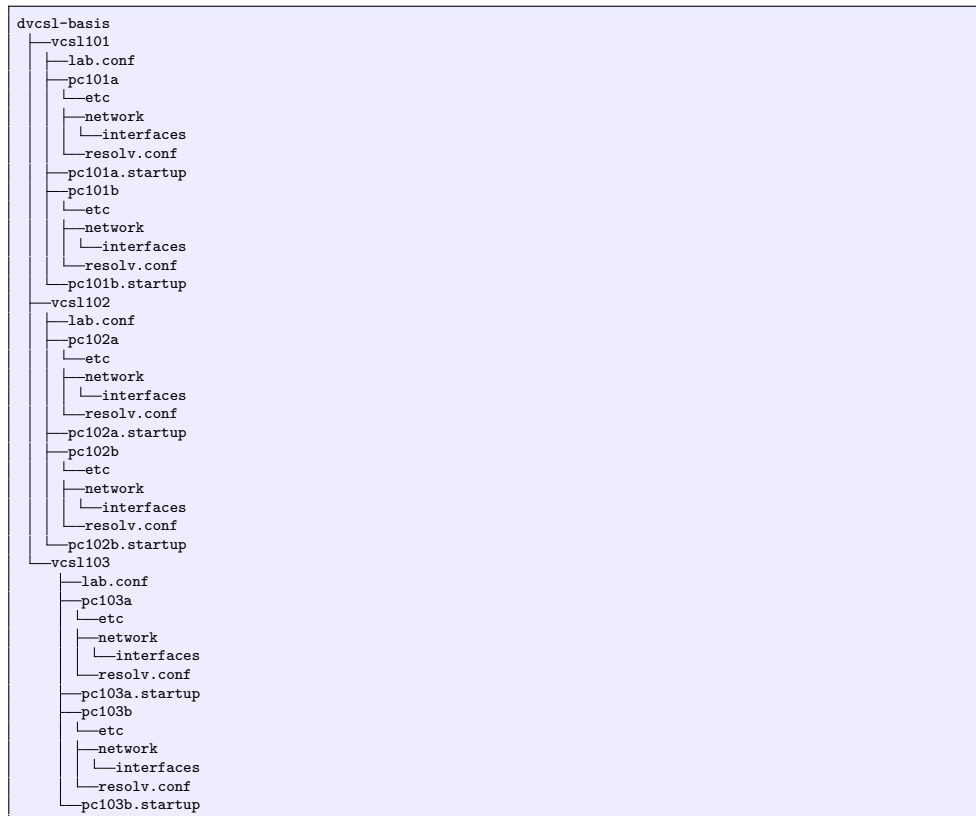 dvcsl-basis
vcsl101
lab.conf
pc101a
etc
network
interfaces
resolv.conf
pc101a.startup
pc101b
etc
network
interfaces
resolv.conf
pc101b.startup
vcsl102
lab.conf
pc102a
etc
network
interfaces
resolv.conf
pc102a.startup
pc102b
etc
network
interfaces
resolv.conf
pc102b.startup
vcsl103
lab.conf
pc103a
etc
network
interfaces
resolv.conf
pc103a.startup
pc103b
etc
network
interfaces
resolv.conf
pc103b.startup